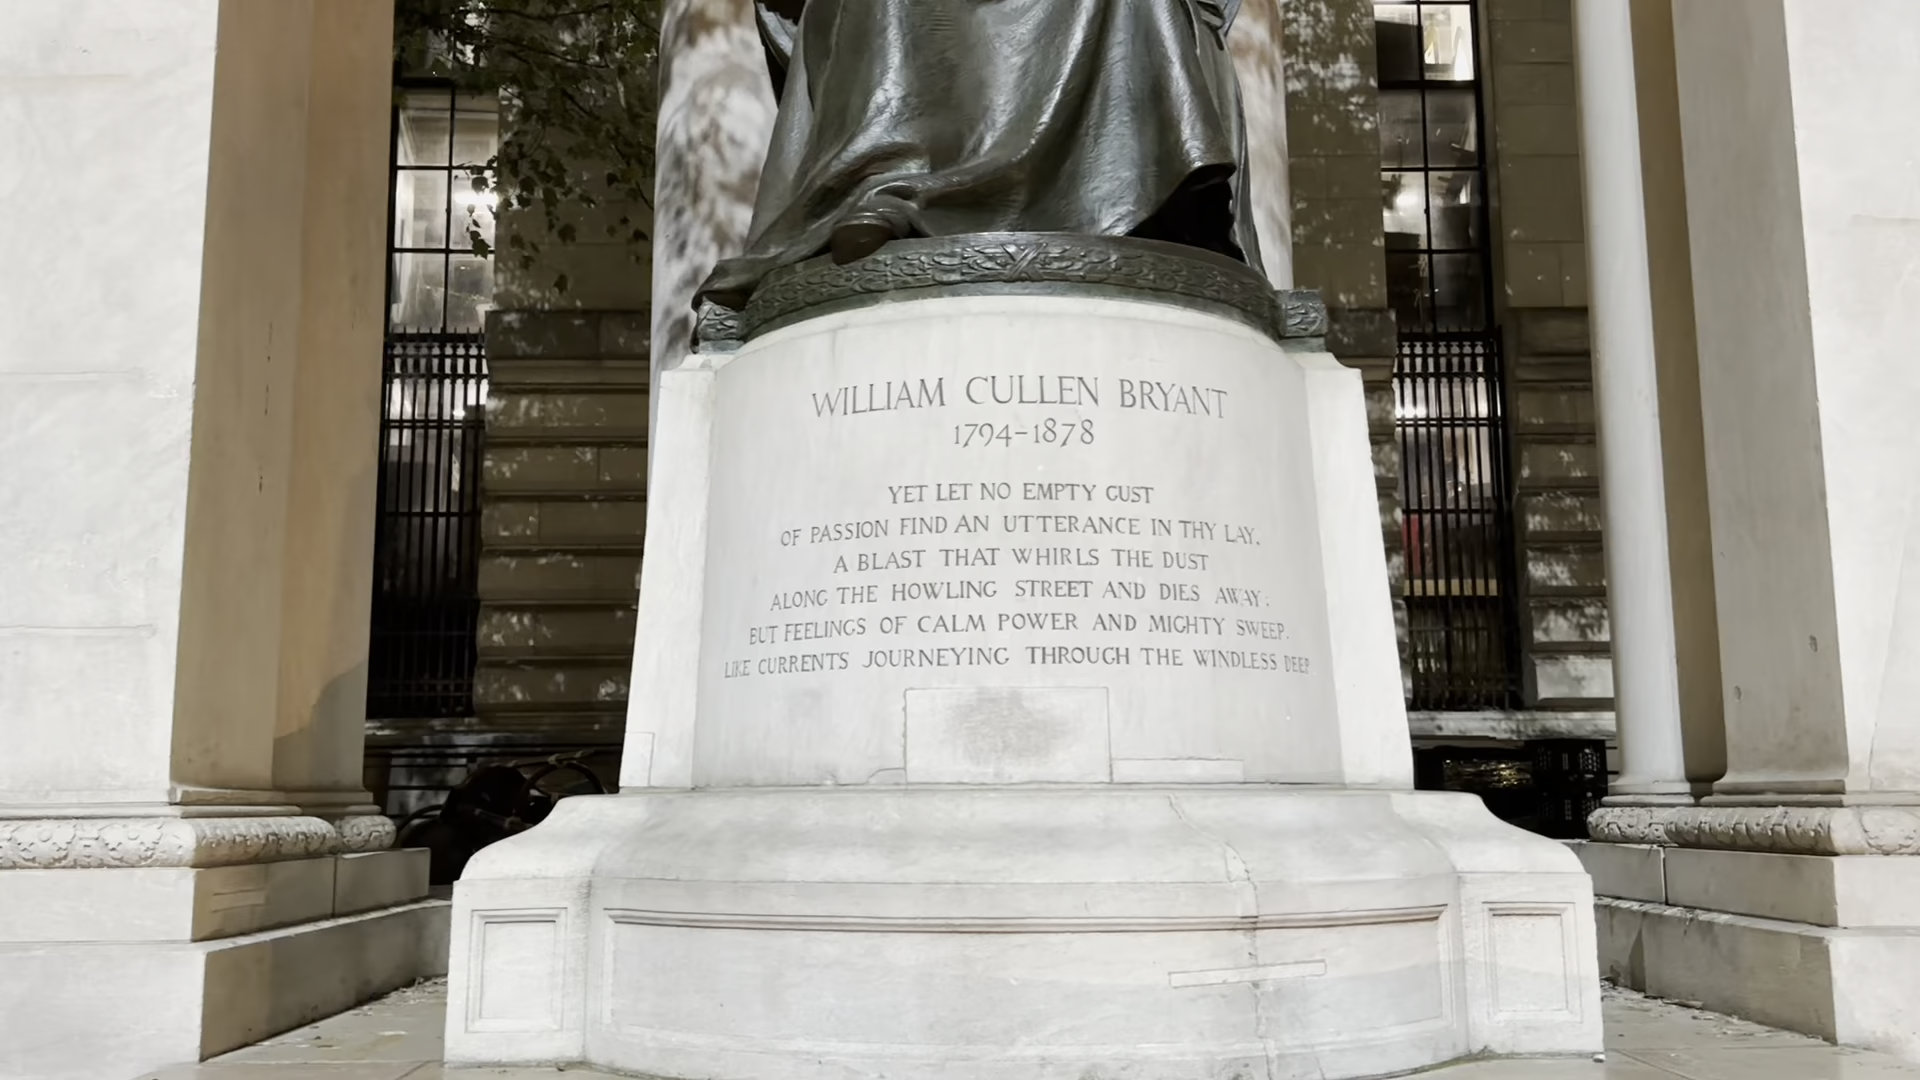 WILLIAM CULLEN BRYANT
1794-1878
YET LET NO EMPTY GUST
OF PASSION FIND AN UTTERANCE IN THY LAY,
A BLAST THAT WHIRLS THE DUST
ALONG THE HOWLING STREET AND DIES AWAY;
BUT FEELINGS OF CALM POWER AND MIGHTY SWEEP,
LIKE CURRENTS JOURNEYING THROUGH THE WINDLESS DEEP